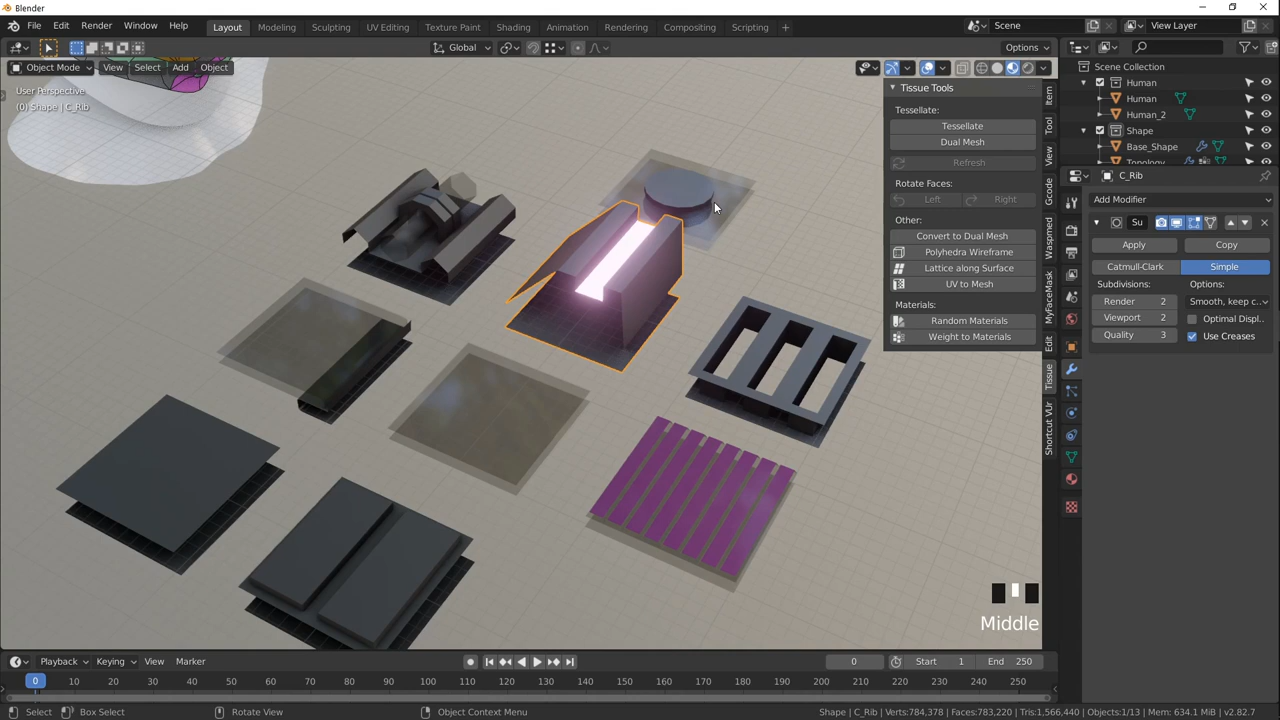 Blender
File Edit Render Window Help
Layout Modeling Sculpting UV Editing Texture Paint Shading Animation Rendering Compositing Scripting +
Scene
View Layer
Global
Options
Object Mode View Select Add Object
User Perspective
(0) Shape | C_Rib
Tissue Tools
Tessellate:
Tessellate
Dual Mesh
Refresh
Rotate Faces:
Left Right
Other:
Convert to Dual Mesh
Polyhedra Wireframe
Lattice along Surface
UV to Mesh
Materials:
Random Materials
Weight to Materials
Item
Tool
View
Gcode
Waspmed
MyFaceMask
Edit
Tissue
Shortcut VUr
Scene Collection
Human
Human
Human_2
Shape
Base_Shape
Topology
C_Rib
Add Modifier
Su
Apply Copy
Catmull-Clark Simple
Subdivisions: Options:
Render 2 Smooth, keep c...
Viewport 2 Optimal Displ..
Quality 3 Use Creases
Middle
Playback Keying View Marker
0 Start 1 End 250
0 10 20 30 40 50 60 70 80 90 100 110 120 130 140 150 160 170 180 190 200 210 220 230 240 250
Select Box Select Rotate View Object Context Menu
Shape | C_Rib | Verts:784,378 | Faces:783,220 | Tris:1,566,440 | Objects:1/13 | Mem: 634.1 MiB | v2.82.7